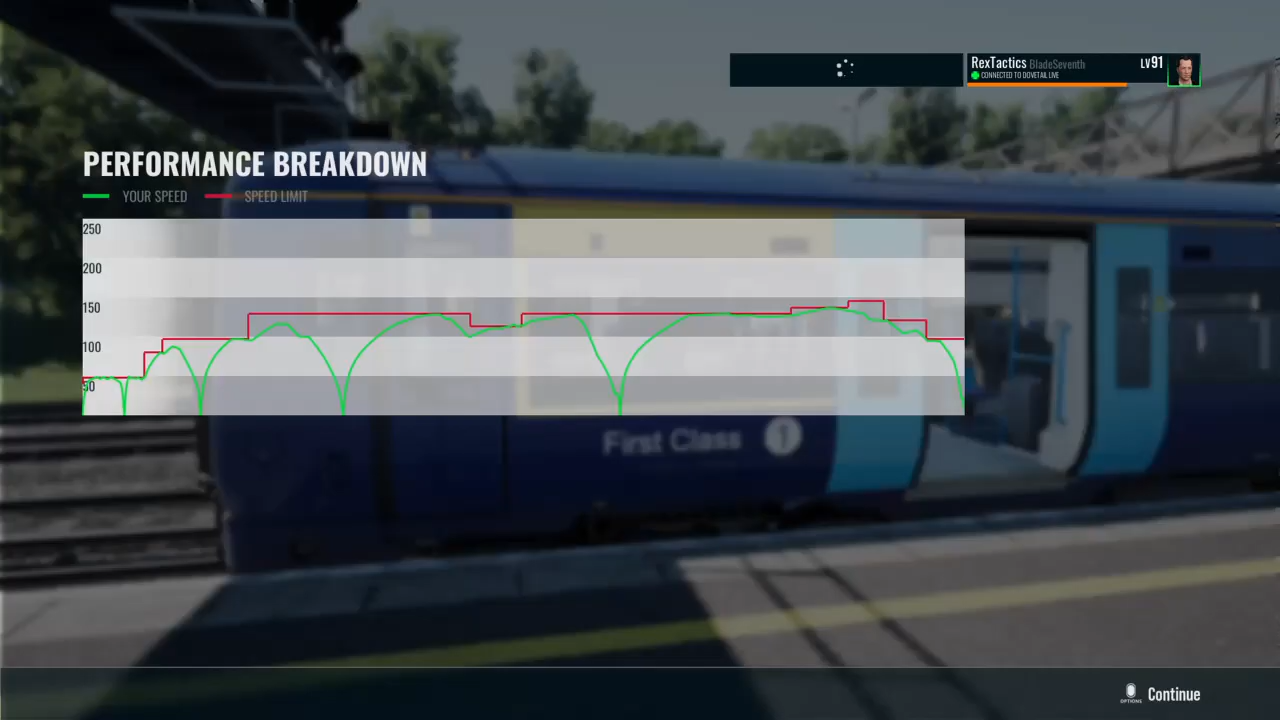 RexTactics BladeSeventh LV91
CONNECTED TO DOVETAIL LIVE
PERFORMANCE BREAKDOWN
YOUR SPEED SPEED LIMIT
250
200
150
100
50
First Class 1
OPTIONS Continue